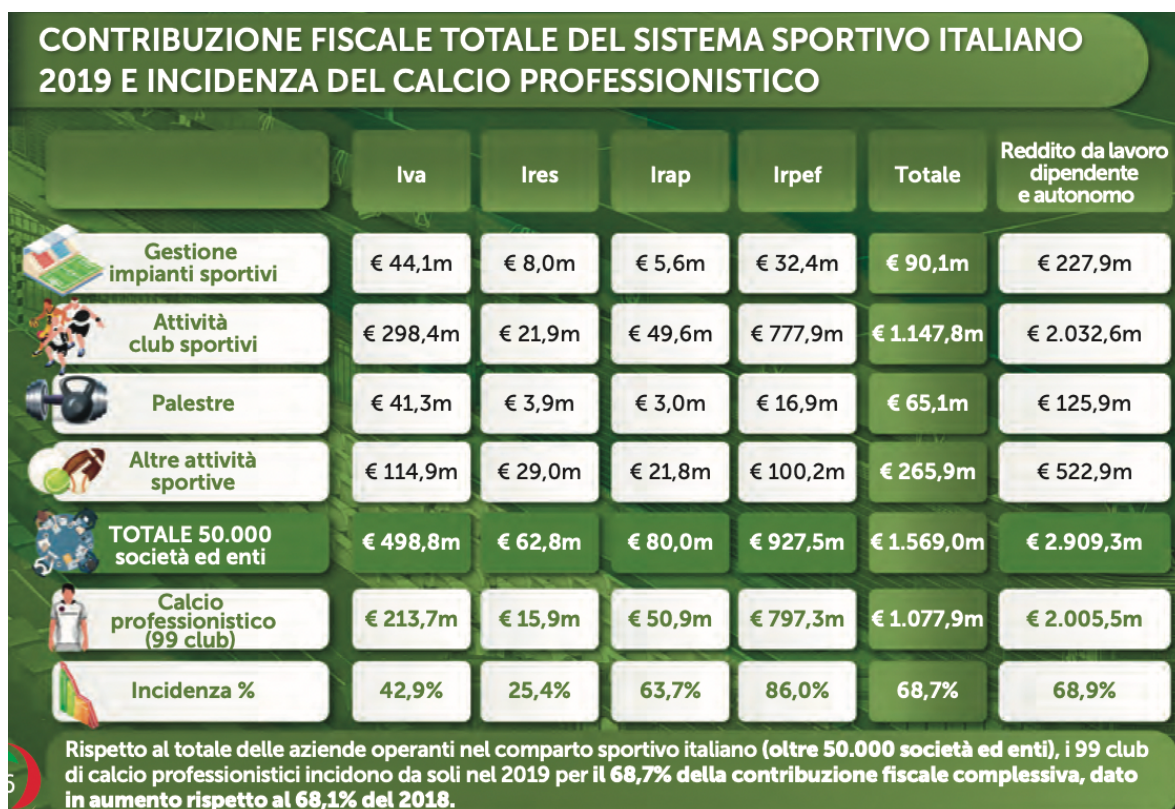 CONTRIBUZIONE FISCALE TOTALE DEL SISTEMA SPORTIVO ITALIANO
2019 E INCIDENZA DEL CALCIO PROFESSIONISTICO
Iva Ires Irap Irpef Totale Reddito da lavoro
dipendente
e autonomo
Gestione
impianti sportivi
€ 44,1m € 8,0m € 5,6m € 32,4m € 90,1m € 227,9m
Attività
club sportivi
€ 298,4m € 21,9m € 49,6m € 777,9m € 1.147,8m € 2.032,6m
Palestre € 41,3m € 3,9m € 3,0m € 16,9m € 65,1m € 125,9m
Altre attività
sportive
€ 114,9m € 29,0m € 21,8m € 100,2m € 265,9m € 522,9m
TOTALE 50.000
società ed enti
€ 498,8m € 62,8m € 80,0m € 927,5m € 1.569,0m € 2.909,3m
Calcio
professionistico
(99 club)
€ 213,7m € 15,9m € 50,9m € 797,3m € 1.077,9m € 2.005,5m
Incidenza % 42,9% 25,4% 63,7% 86,0% 68,7% 68,9%
Rispetto al totale delle aziende operanti nel comparto sportivo italiano (oltre 50.000 società ed enti), i 99 club
di calcio professionistici incidono da soli nel 2019 per il 68,7% della contribuzione fiscale complessiva, dato
in aumento rispetto al 68,1% del 2018.